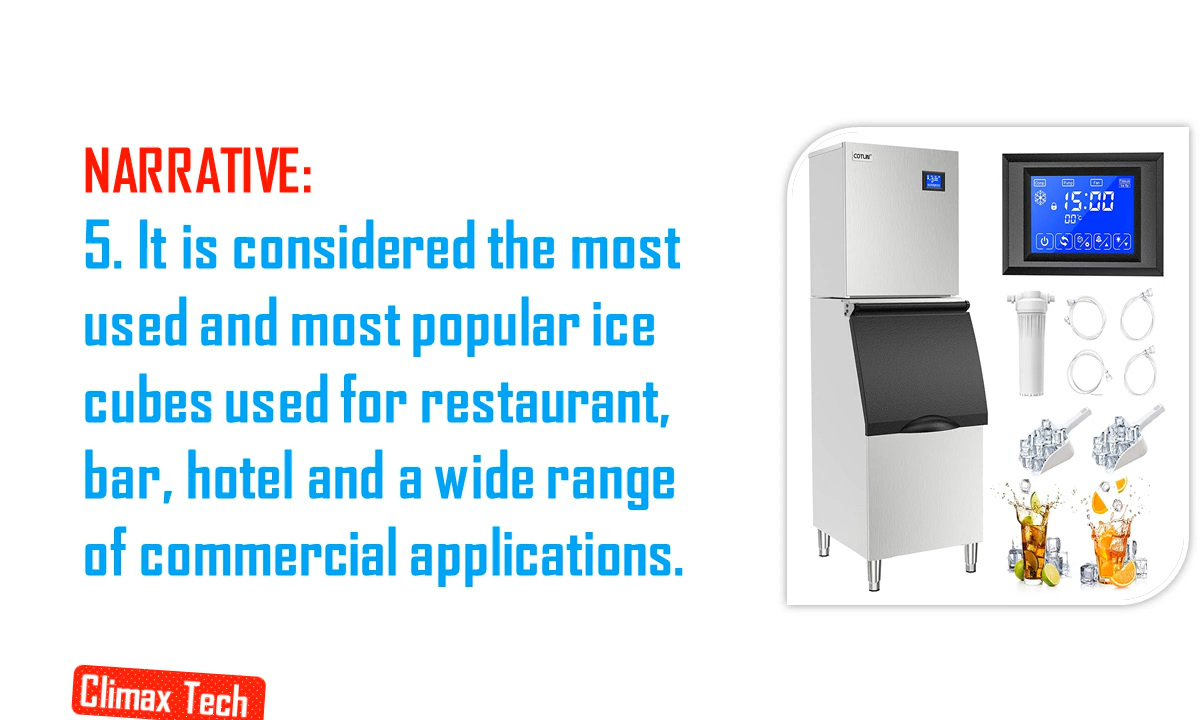 NARRATIVE:
5. It is considered the most
used and most popular ice
cubes used for restaurant,
bar, hotel and a wide range
of commercial applications.
COTLIN
15:00
00°c
Climax Tech